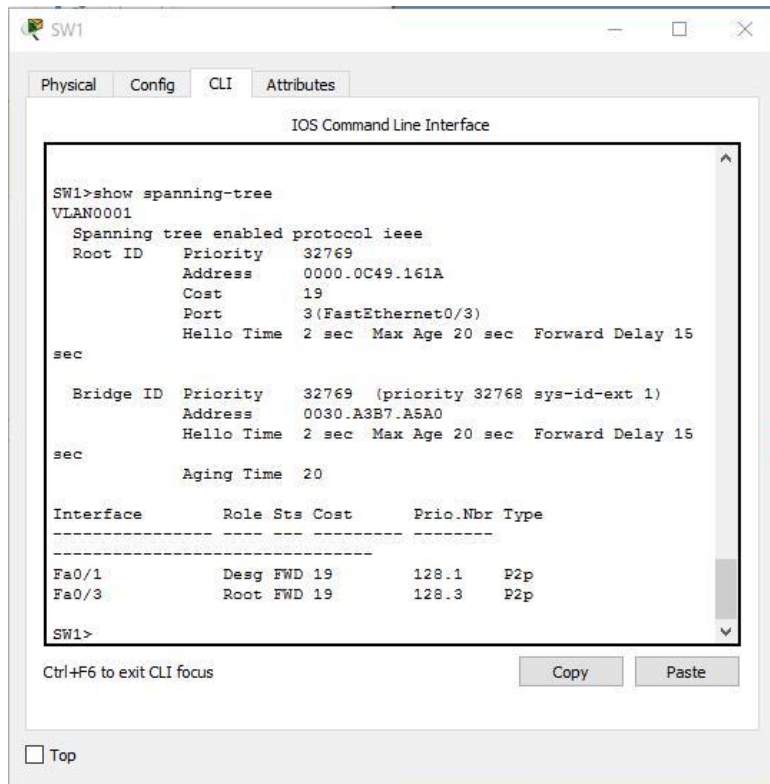 SW1
Physical Config CLI Attributes
IOS Command Line Interface
SW1>show spanning-tree
VLAN0001
  Spanning tree enabled protocol ieee
  Root ID    Priority    32769
             Address     0000.0C49.161A
             Cost        19
             Port        3(FastEthernet0/3)
             Hello Time  2 sec  Max Age 20 sec  Forward Delay 15
sec
  Bridge ID  Priority    32769  (priority 32768 sys-id-ext 1)
             Address     0030.A3B7.A5A0
             Hello Time  2 sec  Max Age 20 sec  Forward Delay 15
sec
             Aging Time  20
Interface        Role Sts Cost      Prio.Nbr Type
---------------- ---- --- --------- --------
--------------------------------
Fa0/1            Desg FWD 19        128.1    P2p
Fa0/3            Root FWD 19        128.3    P2p
SW1>
Ctrl+F6 to exit CLI focus Copy Paste
Top